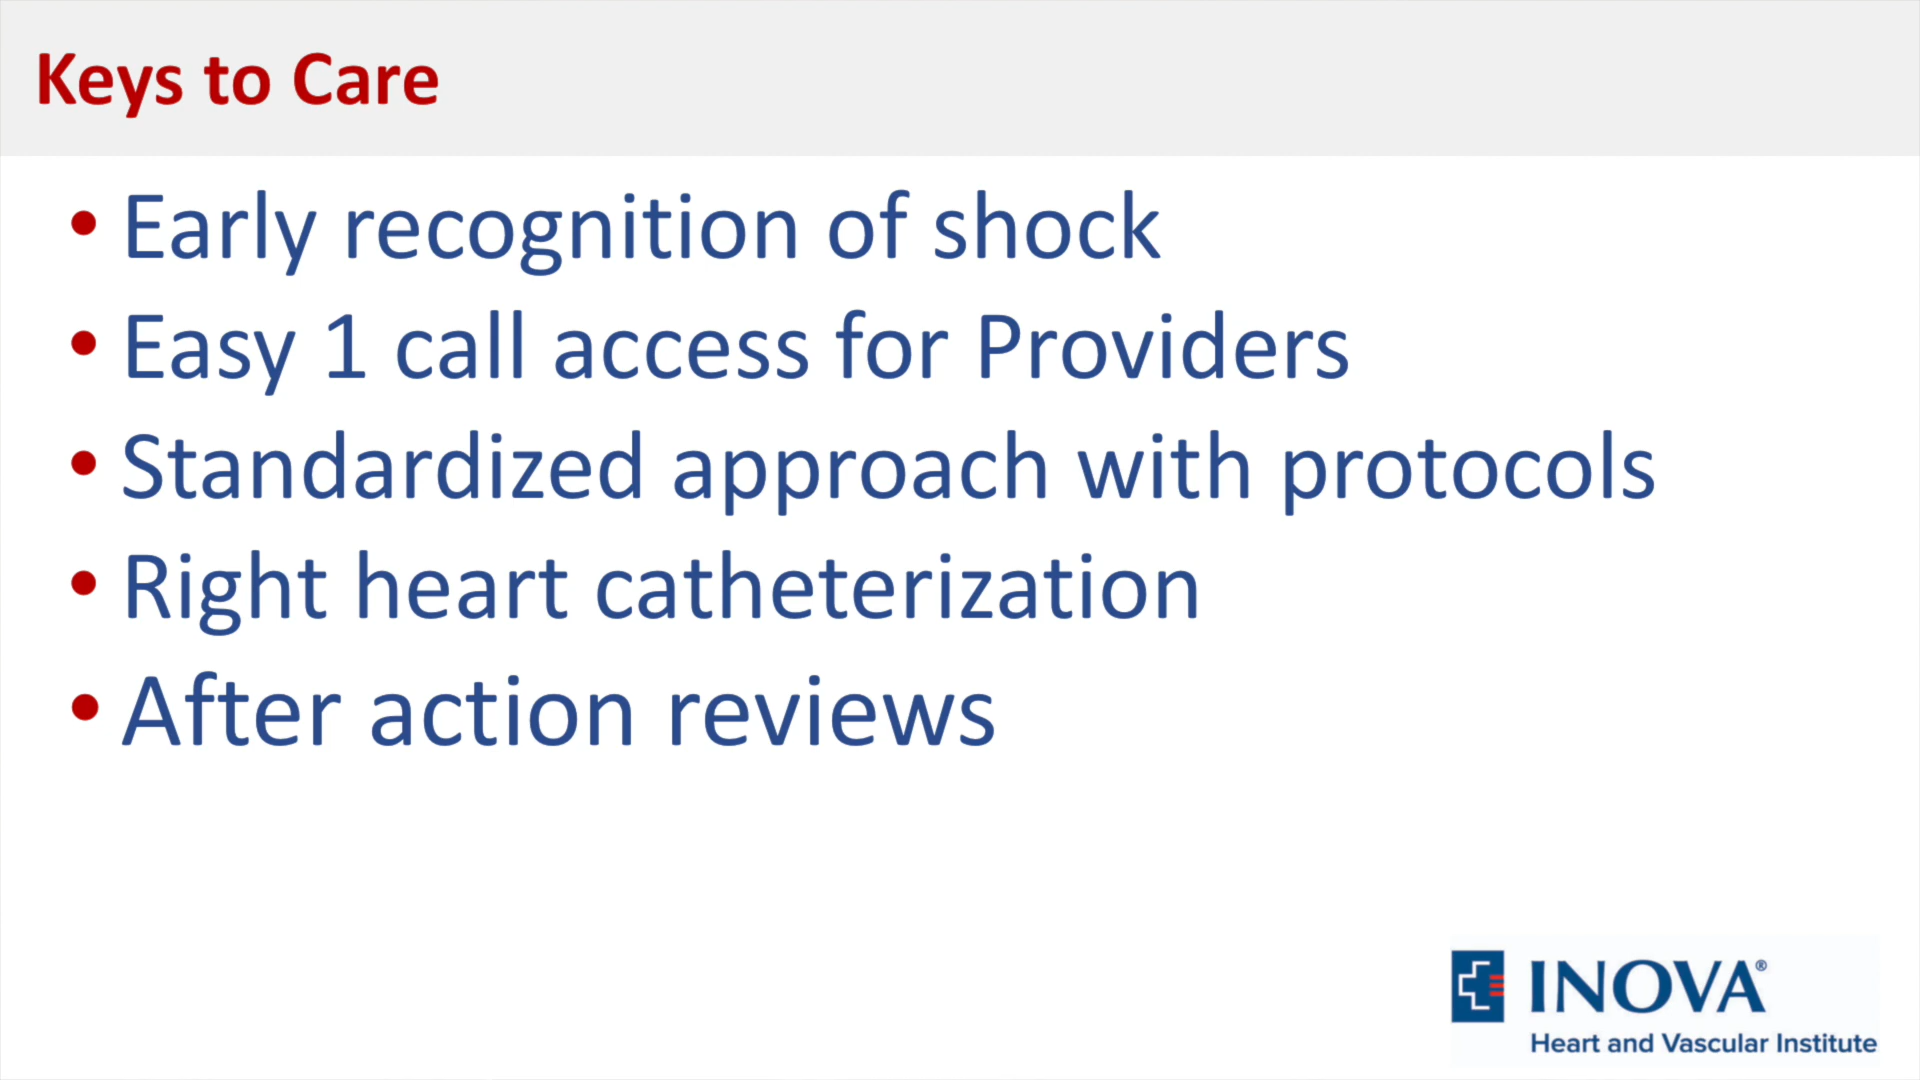 Keys to Care
• Early recognition of shock
• Easy 1 call access for Providers
• Standardized approach with protocols
• Right heart catheterization
• After action reviews
INOVA®
Heart and Vascular Institute